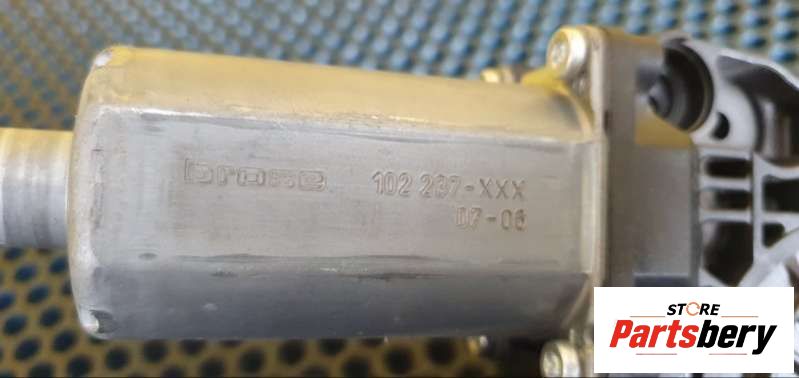 brose 102 237-XXX
07-06
STORE
Partsbery